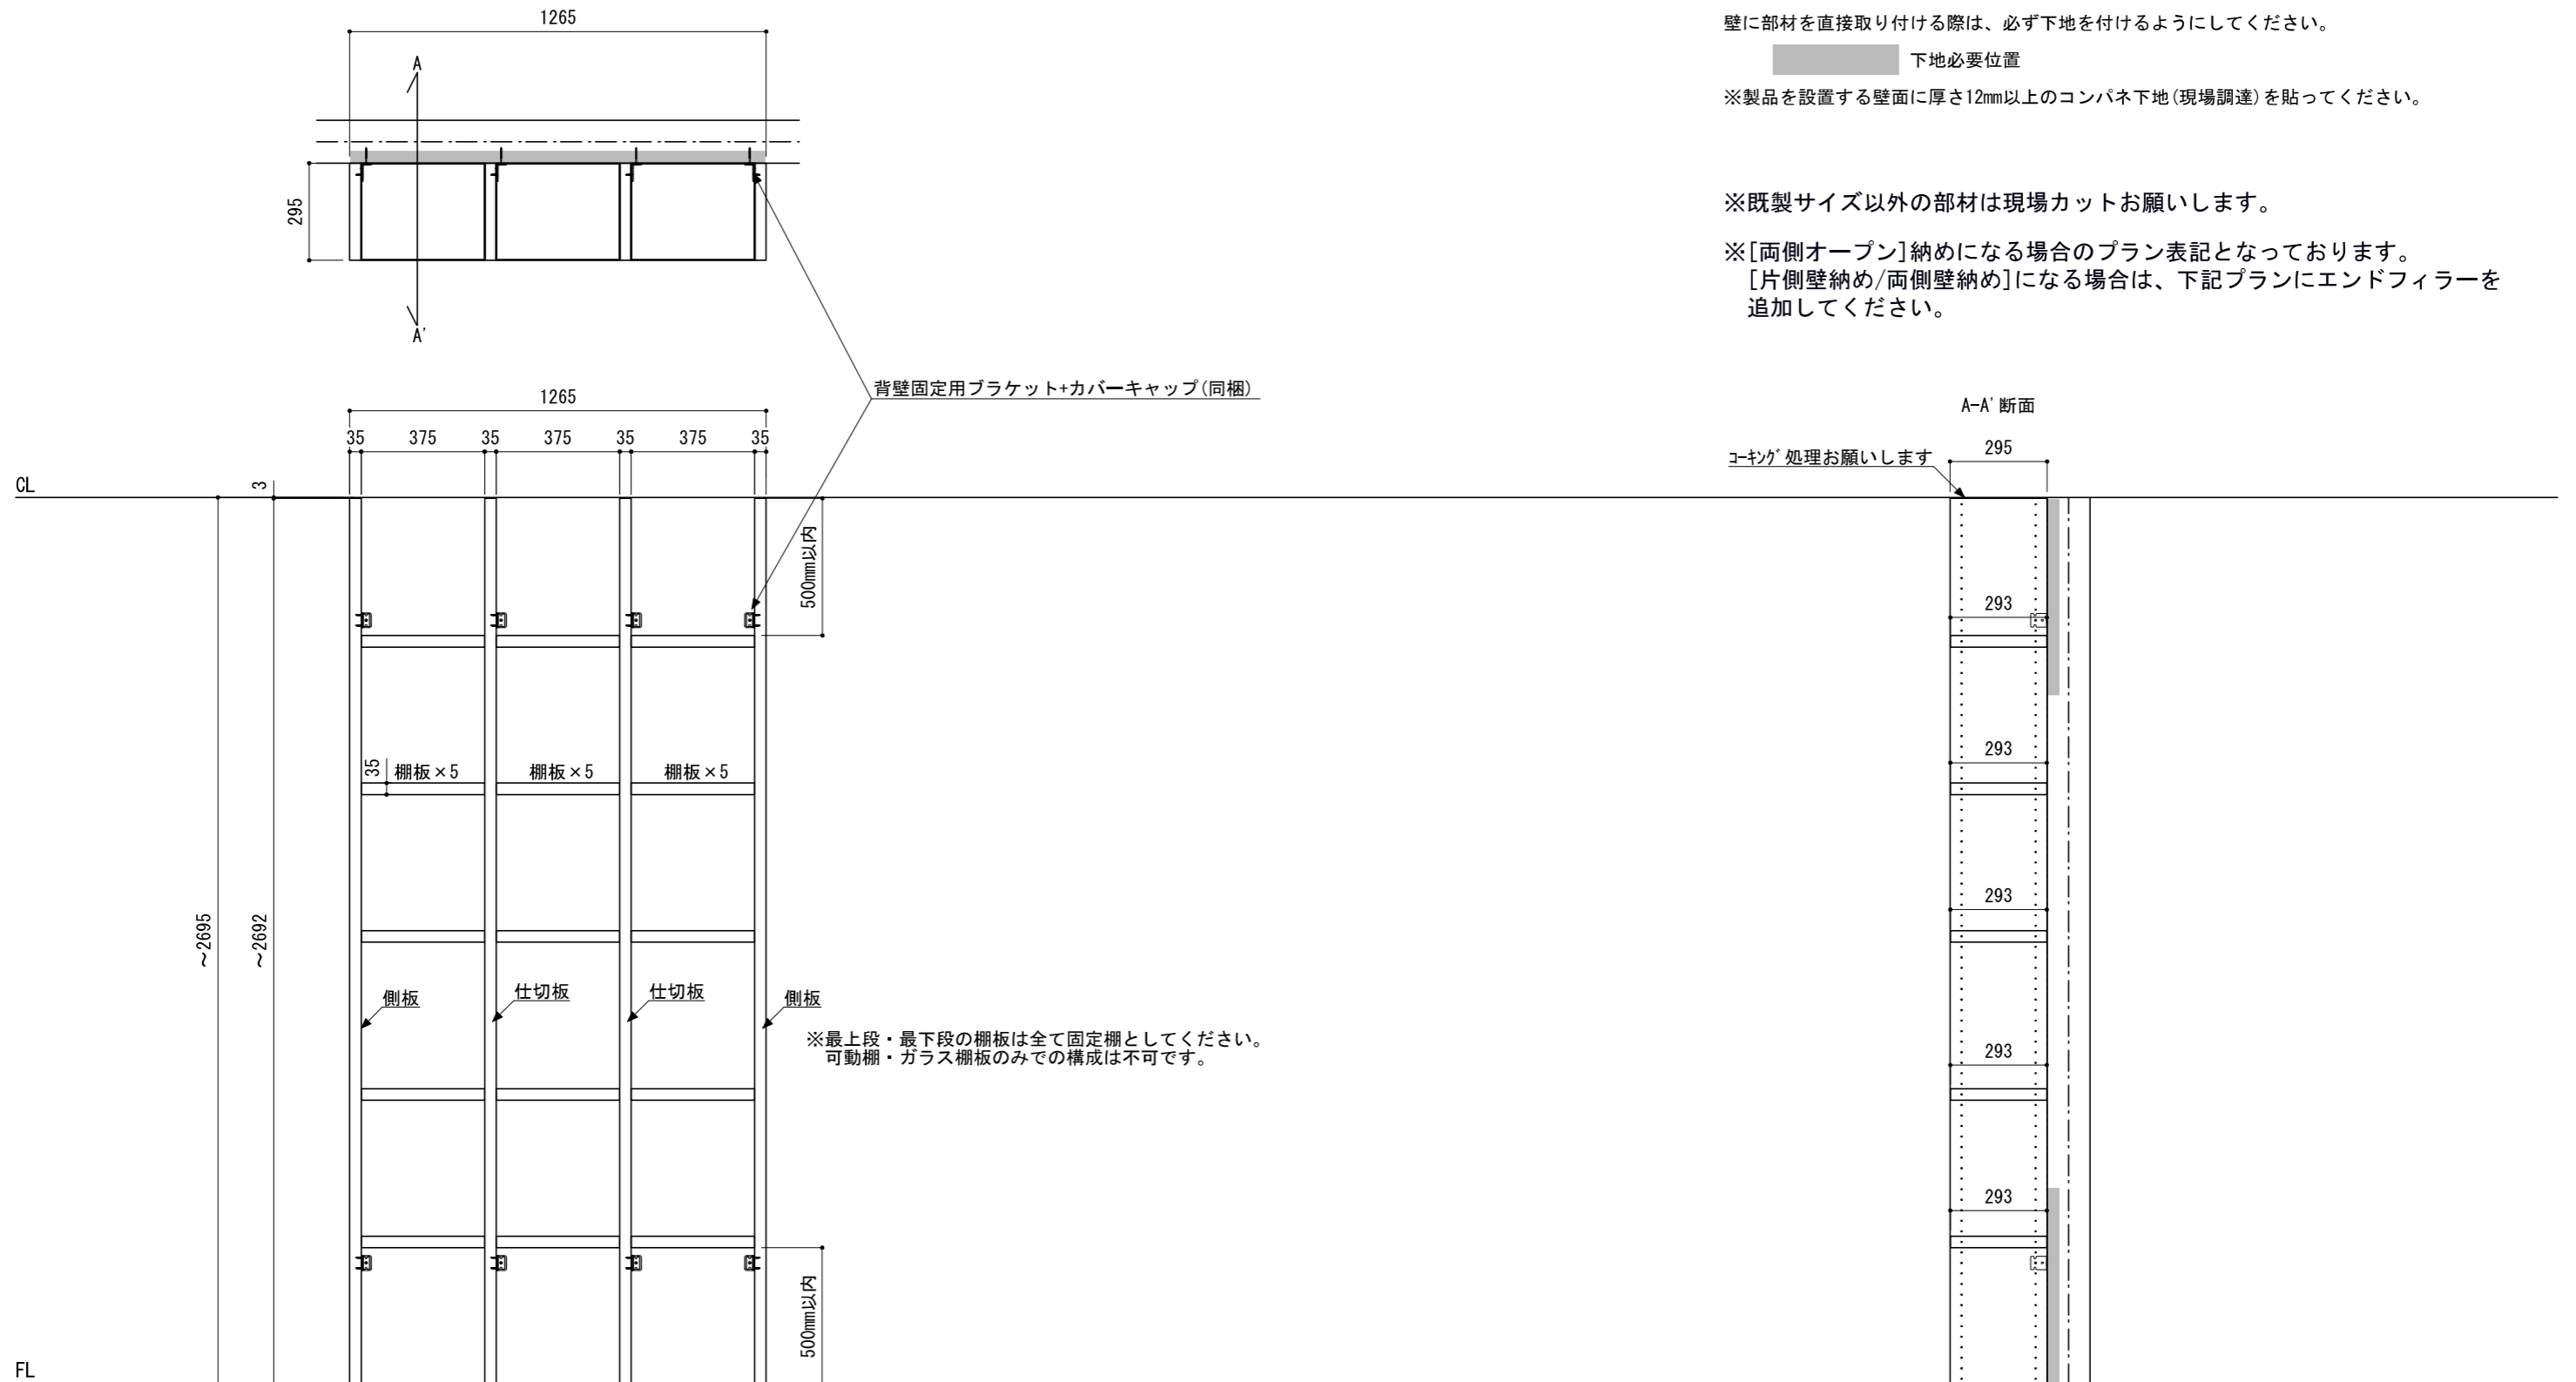 1265
A
295
A'
壁に部材を直接取り付ける際は、必ず下地を付けるようにしてください。
下地必要位置
※製品を設置する壁面に厚さ12mm以上のコンパネ下地(現場調達)を貼ってください。
※既製サイズ以外の部材は現場カットお願いします。
※[両側オープン]納めになる場合のプラン表記となっております。
[片側壁納め/両側壁納め]になる場合は、下記プランにエンドフィラーを
追加してください。
背壁固定用ブラケット+カバーキャップ(同梱)
1265
35 375 35 375 35 375 35
CL
3
500mm以内
35
棚板×5 棚板×5 棚板×5
~2695
~2692
側板
仕切板
仕切板
側板
※最上段・最下段の棚板は全て固定棚としてください。
可動棚・ガラス棚板のみでの構成は不可です。
500mm以内
FL
A-A'断面
コーキング処理お願いします
295
293
293
293
293
293